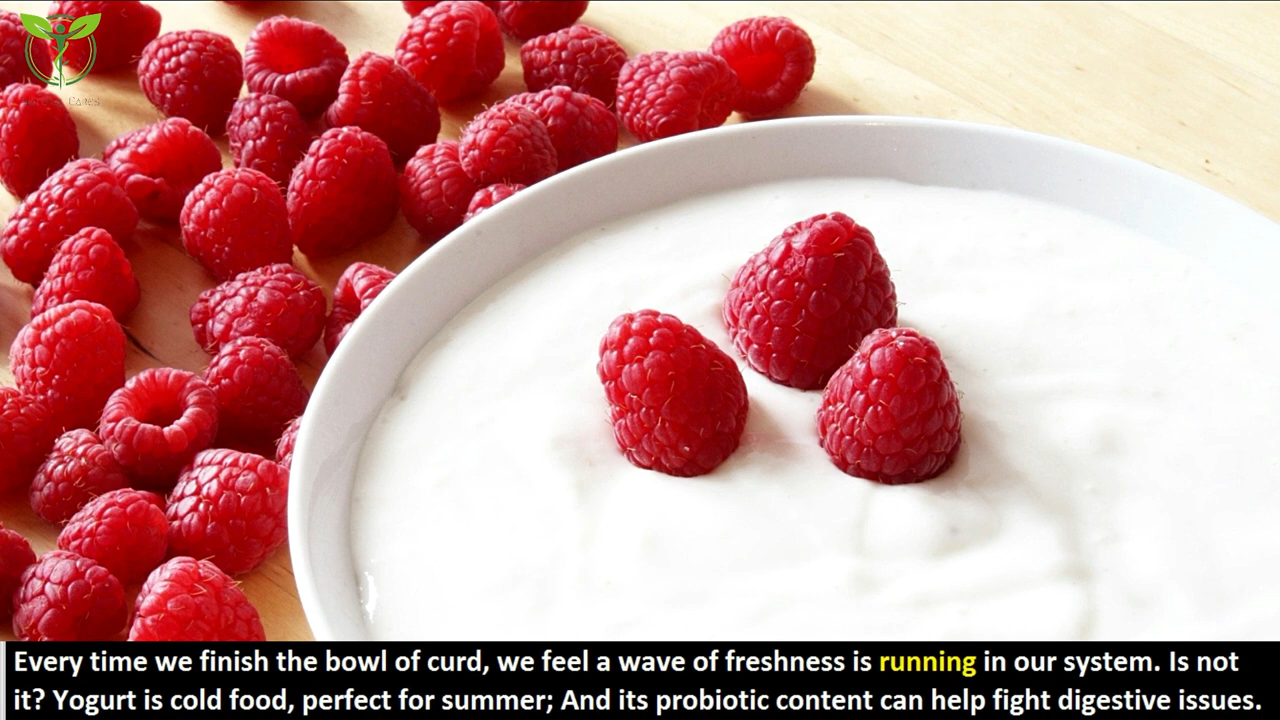 Every time we finish the bowl of curd, we feel a wave of freshness is running in our system. Is not
it? Yogurt is cold food, perfect for summer; And its probiotic content can help fight digestive issues.